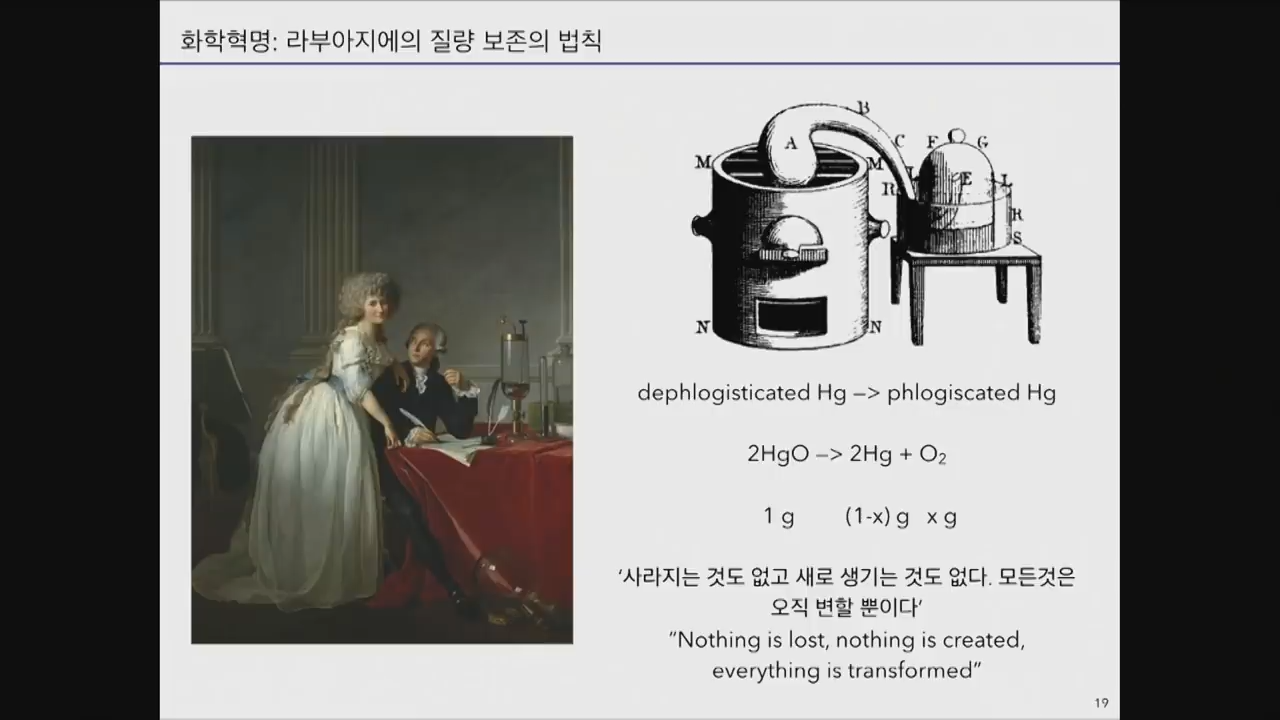 화학혁명: 라부아지에의 질량 보존의 법칙
B
A
C
F
G
M
M
E
L
R
R
S
N
N
dephlogisticated Hg —> phlogiscated Hg
2HgO —> 2Hg + O₂
1 g (1-x) g x g
‘사라지는 것도 없고 새로 생기는 것도 없다. 모든것은
오직 변할 뿐이다’
”Nothing is lost, nothing is created,
everything is transformed”
19